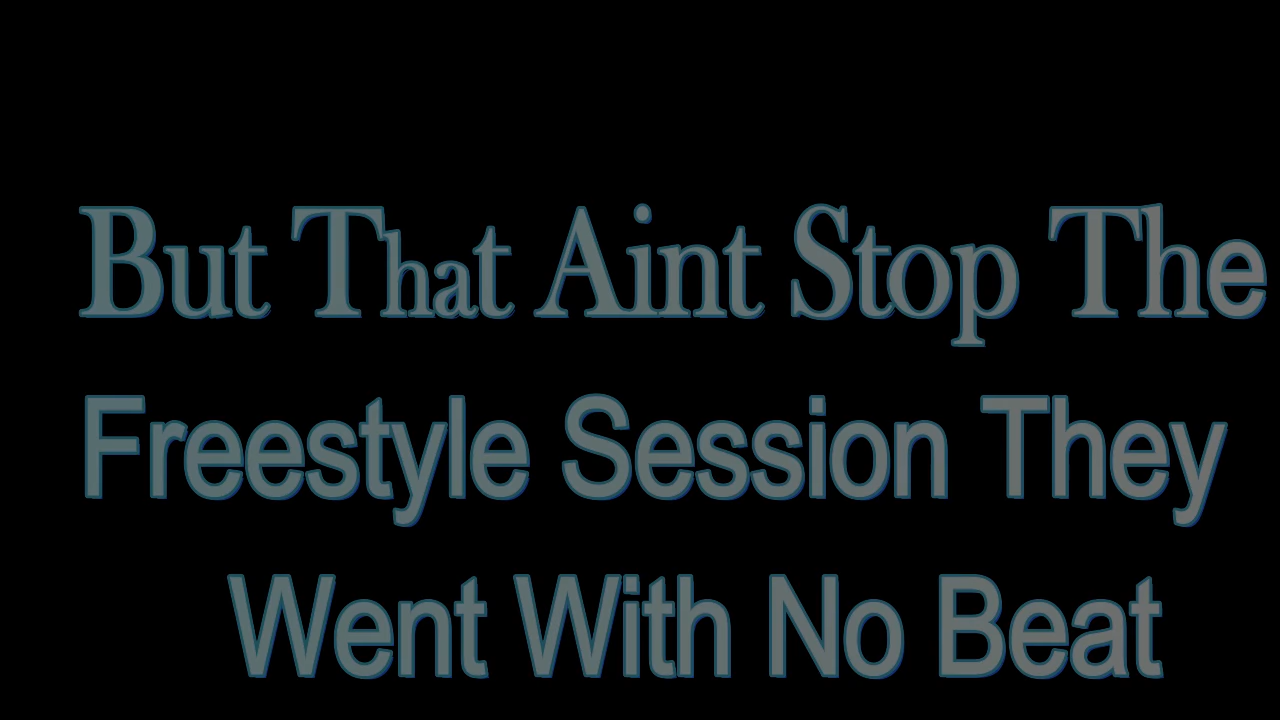 But That Aint Stop The
Freestyle Session They
Went With No Beat